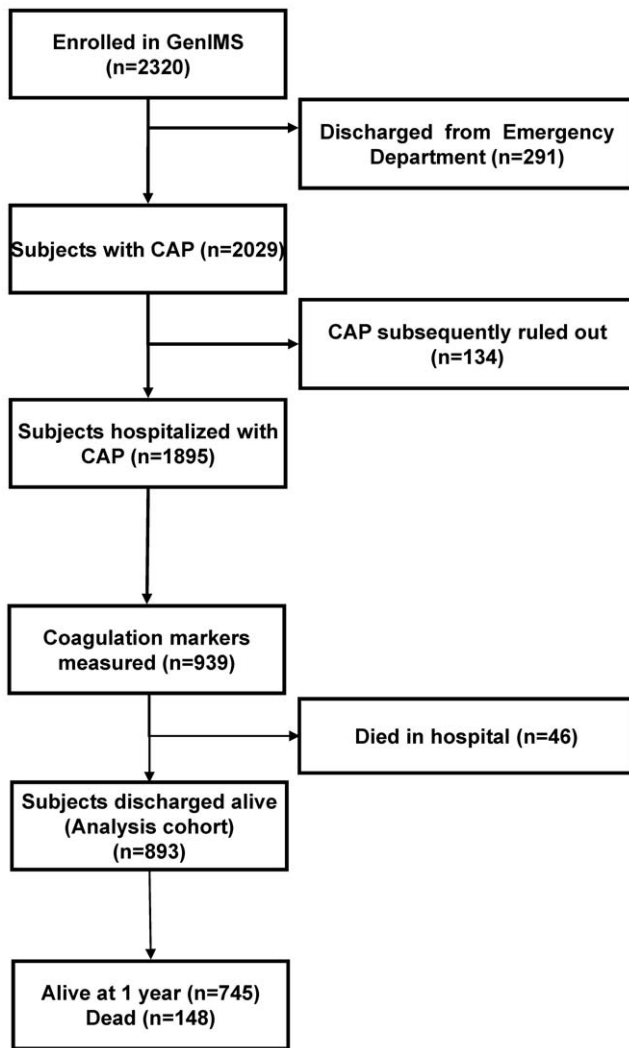 Enrolled in GenIMS
(n=2320)
Discharged from Emergency
Department (n=291)
Subjects with CAP (n=2029)
CAP subsequently ruled out
(n=134)
Subjects hospitalized with
CAP (n=1895)
Coagulation markers
measured (n=939)
Died in hospital (n=46)
Subjects discharged alive
(Analysis cohort)
(n=893)
Alive at 1 year (n=745)
Dead (n=148)